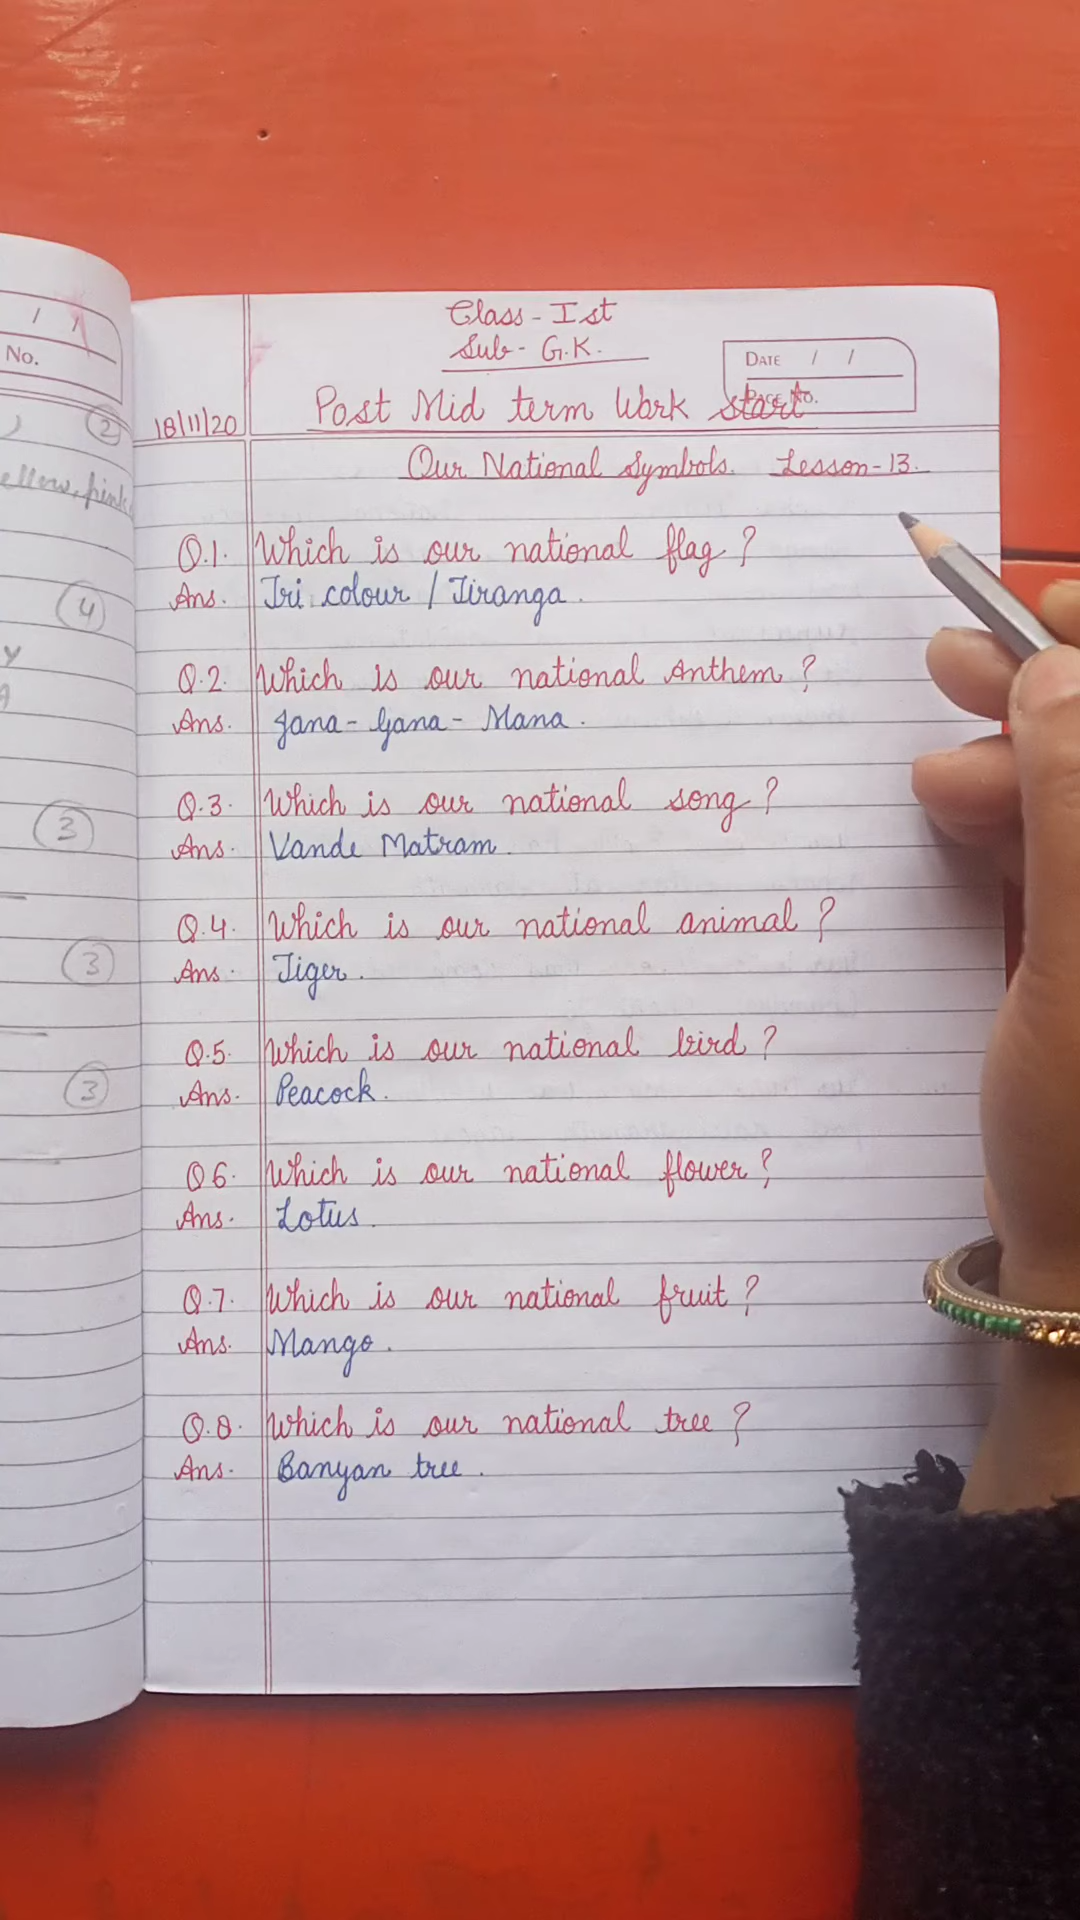 Class - Ist
Sub - G.K.
DATE / /
PAGE NO.
Post Mid term Work start
18/11/20
Our National Symbols. Lesson-13.
Q.1. Which is our national flag?
Ans. Tri colour / Tiranga.
Q.2. Which is our national Anthem?
Ans. Jana - Gana - Mana.
Q.3. Which is our national song?
Ans. Vande Matram.
Q.4. Which is our national animal?
Ans. Tiger.
Q.5. Which is our national bird?
Ans. Peacock.
Q6. Which is our national flower?
Ans. Lotus.
Q.7. Which is our national fruit?
Ans. Mango.
Q.8. Which is our national tree?
Ans. Banyan tree.
/ /
No.
2
ellow, pink
4
3
3
3